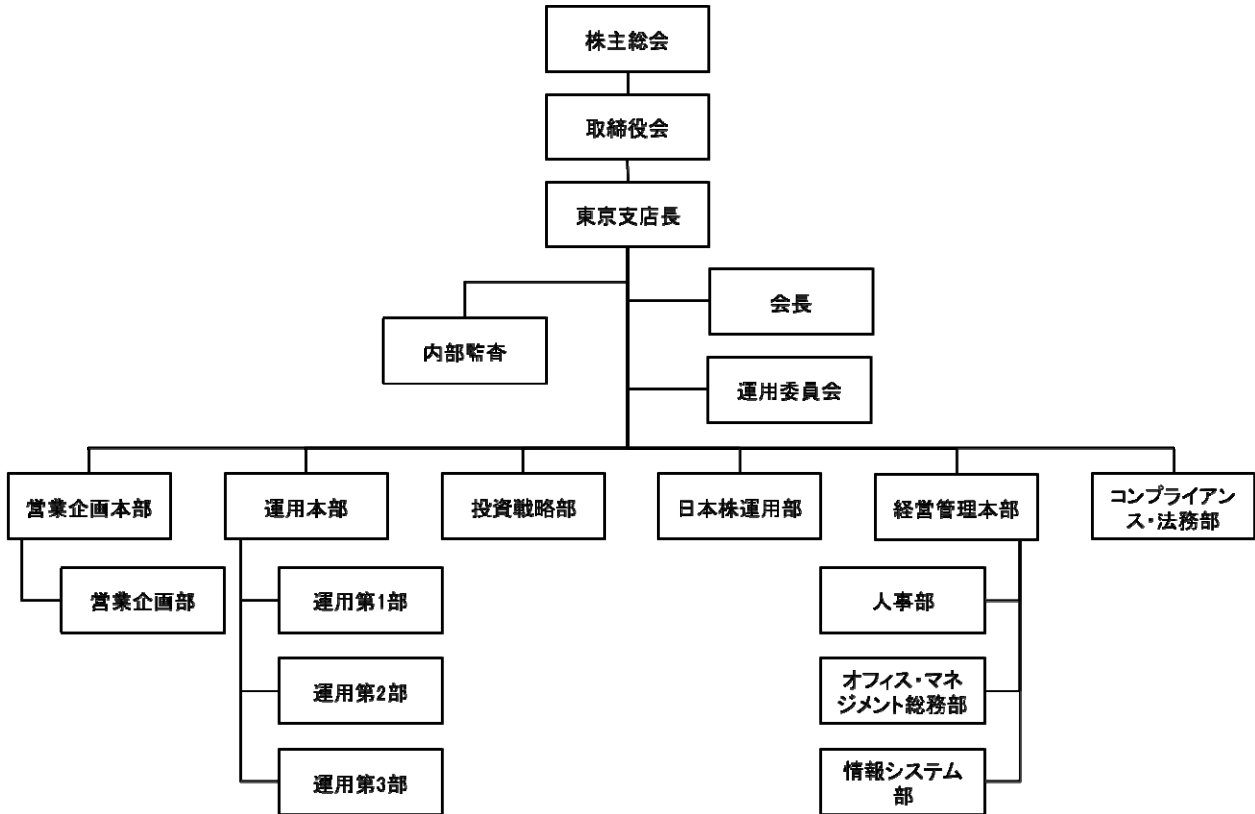 株主総会
取締役会
東京支店長
会長
内部監査
運用委員会
営業企画本部
運用本部
投資戦略部
日本株運用部
経営管理本部
コンプライアン
ス・法務部
営業企画部
運用第1部
人事部
運用第2部
オフィス・マネ
ジメント総務部
運用第3部
情報システム
部